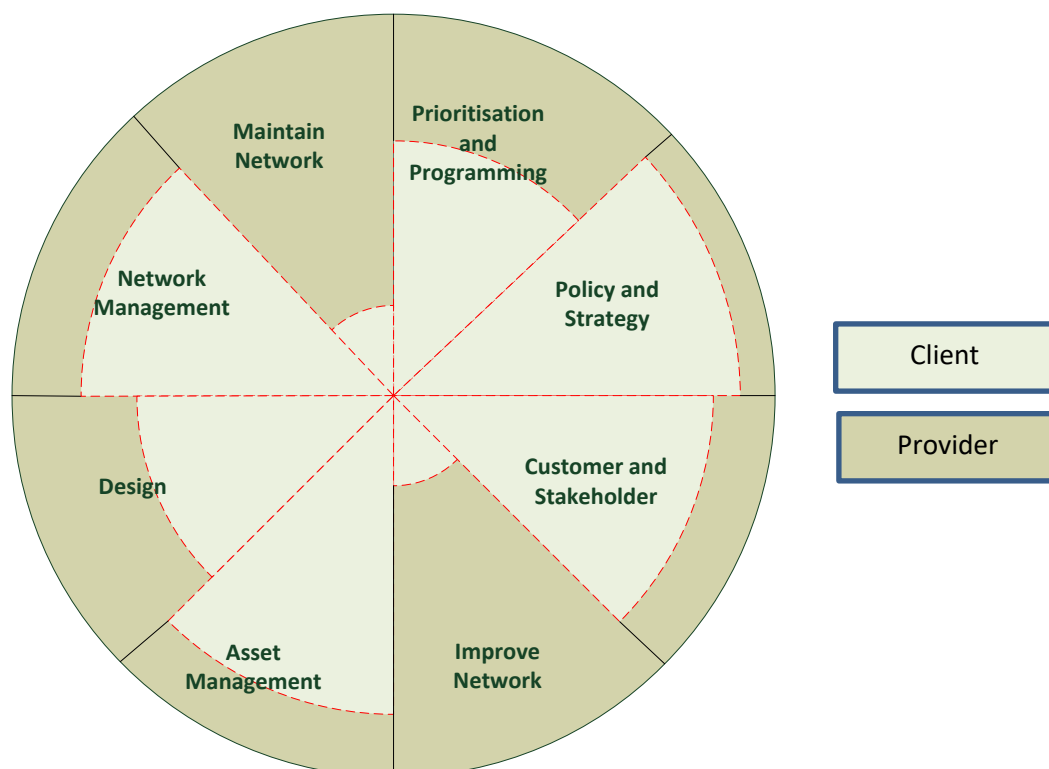 Maintain
Network
Prioritisation
and
Programming
Network
Management
Policy and
Strategy
Client
Provider
Design
Customer and
Stakeholder
Asset
Management
Improve
Network